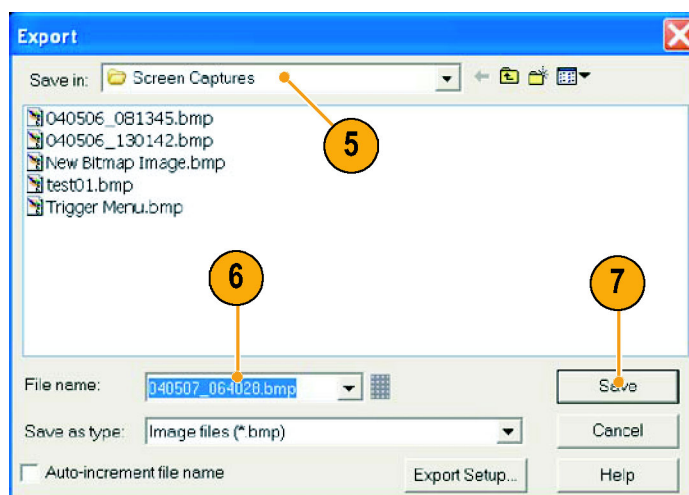 Export
Save in: Screen Captures
040506_081345.bmp
040506_130142.bmp
New Bitmap Image.bmp
test01.bmp
Trigger Menu.bmp
5
6
7
File name: 040507_064028.bmp
Save
Save as type: Image files (*.bmp)
Cancel
Auto-increment file name
Export Setup...
Help